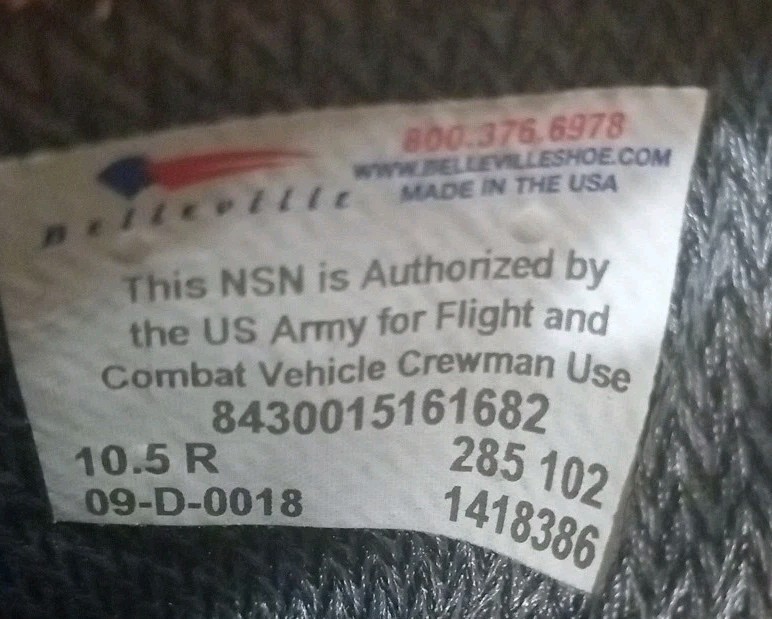 800.376.6978
WWW.BELLEVILLESHOE.COM
MADE IN THE USA
Belleville
This NSN is Authorized by
the US Army for Flight and
Combat Vehicle Crewman Use
8430015161682
10.5 R 285 102
09-D-0018 1418386